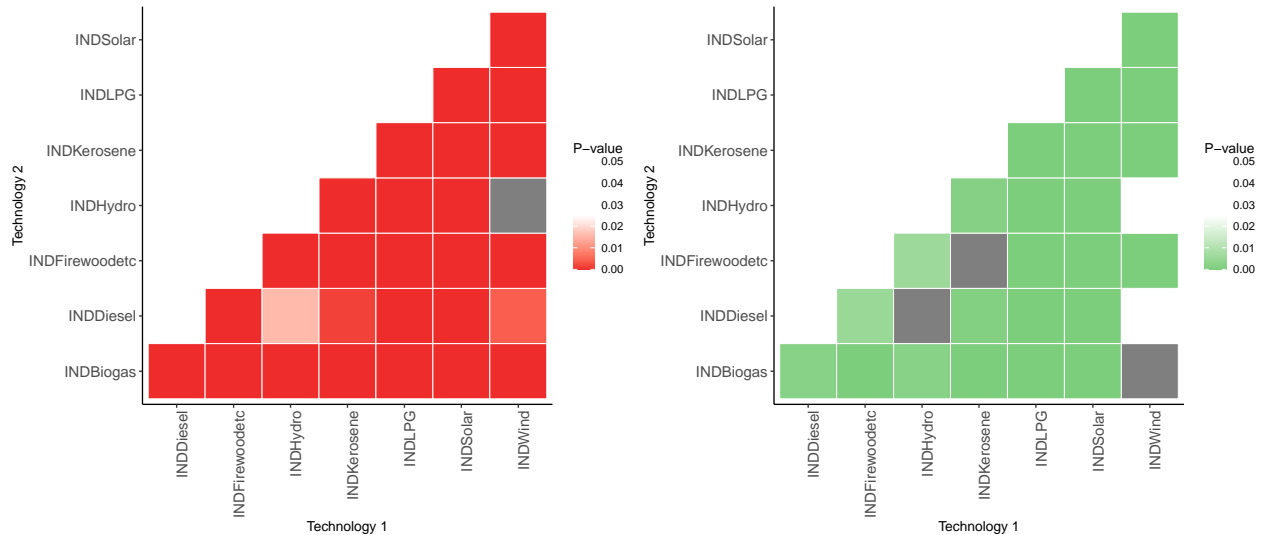 INDSolar
INDLPG
INDKerosene
INDHydro
INDFirewoodetc
INDDiesel
INDBiogas
Technology 2
INDDiesel
INDFirewoodetc
INDHydro
INDKerosene
INDLPG
INDSolar
INDWind
Technology 1
P−value
0.05
0.04
0.03
0.02
0.01
0.00
INDSolar
INDLPG
INDKerosene
INDHydro
INDFirewoodetc
INDDiesel
INDBiogas
Technology 2
INDDiesel
INDFirewoodetc
INDHydro
INDKerosene
INDLPG
INDSolar
INDWind
Technology 1
P−value
0.05
0.04
0.03
0.02
0.01
0.00